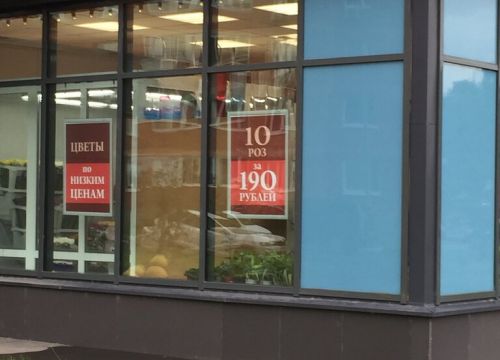 ЦВЕТЫ
по
НИЗКИМ
ЦЕНАМ
10
РОЗ
за
190
РУБЛЕЙ